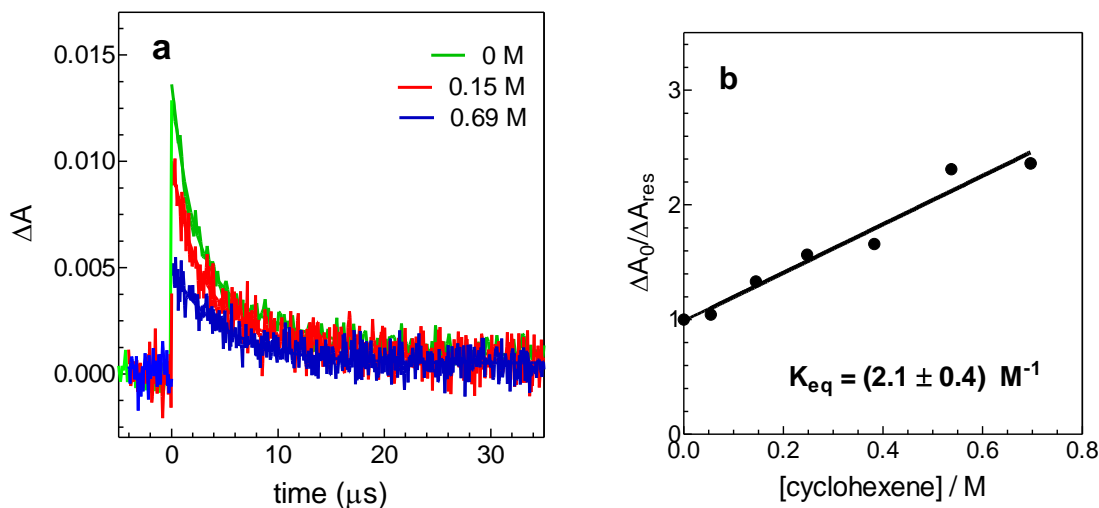 a
0 M
0.15 M
0.69 M
0.015
0.010
0.005
0.000
ΔA
0
10
20
30
time (μs)
b
3
2
1
0
ΔA₀/ΔAres
K_eq = (2.1 ± 0.4) M⁻¹
0.0
0.2
0.4
0.6
0.8
[cyclohexene] / M